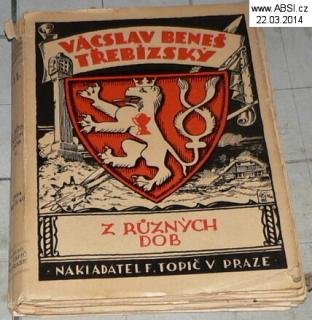 www.ABSI.cz
22.03.2014
VÁCSLAV BENEŠ
TŘEBÍZSKÝ
Z RŮZNÝCH
DOB
NAKLADATEL F. TOPIČ V PRAZE